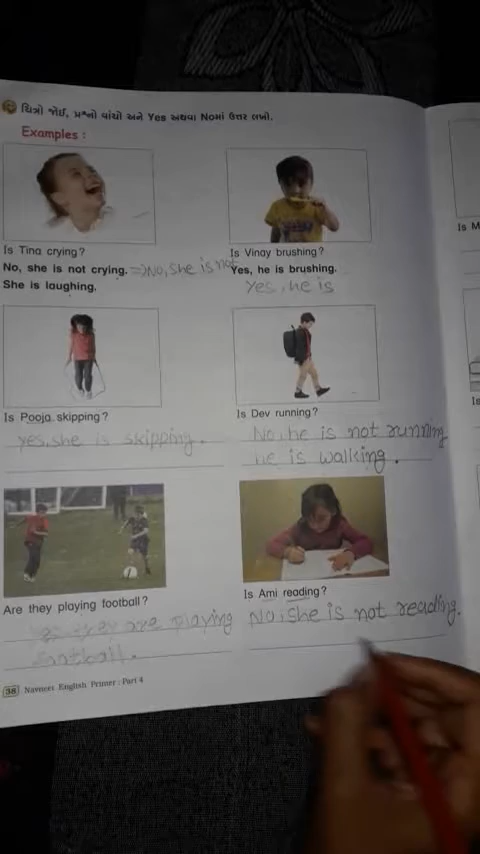 ચિત્રો જોઈ, પ્રશ્નો વાંચો અને Yes અથવા Noમાં ઉત્તર લખો.
Examples :
Is Tina crying?
No, she is not crying. => No, she is not
She is laughing.
Is Vinay brushing?
Yes, he is brushing.
Yes, he is
Is Pooja skipping?
yes, she is skipping.
Is Dev running?
No, he is not running
he is walking.
Are they playing football?
Yes they are playing
football.
Is Ami reading?
No, she is not reading.
38 Navneet English Primer : Part 4
Is M
Is